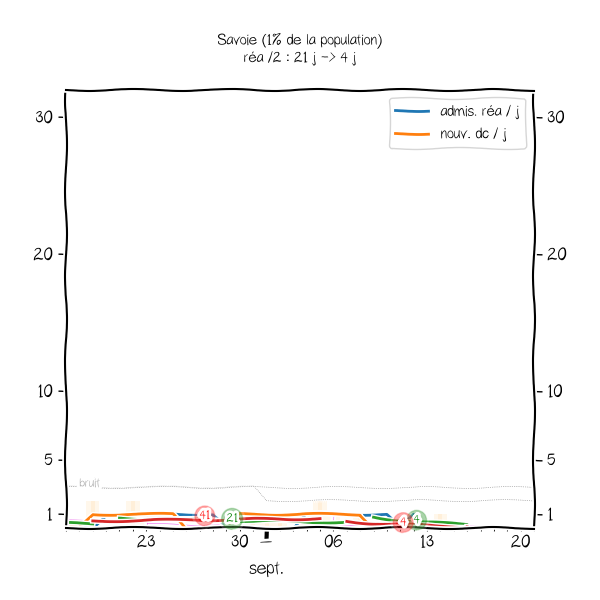 Savoie (1% de la population)
réa /2 : 21 j -> 4 j
admis. réa / j
nouv. dc / j
30 30
20 20
10 10
5 5
bruit
1 1
41 21 4 4
23 30 06 13 20
sept.